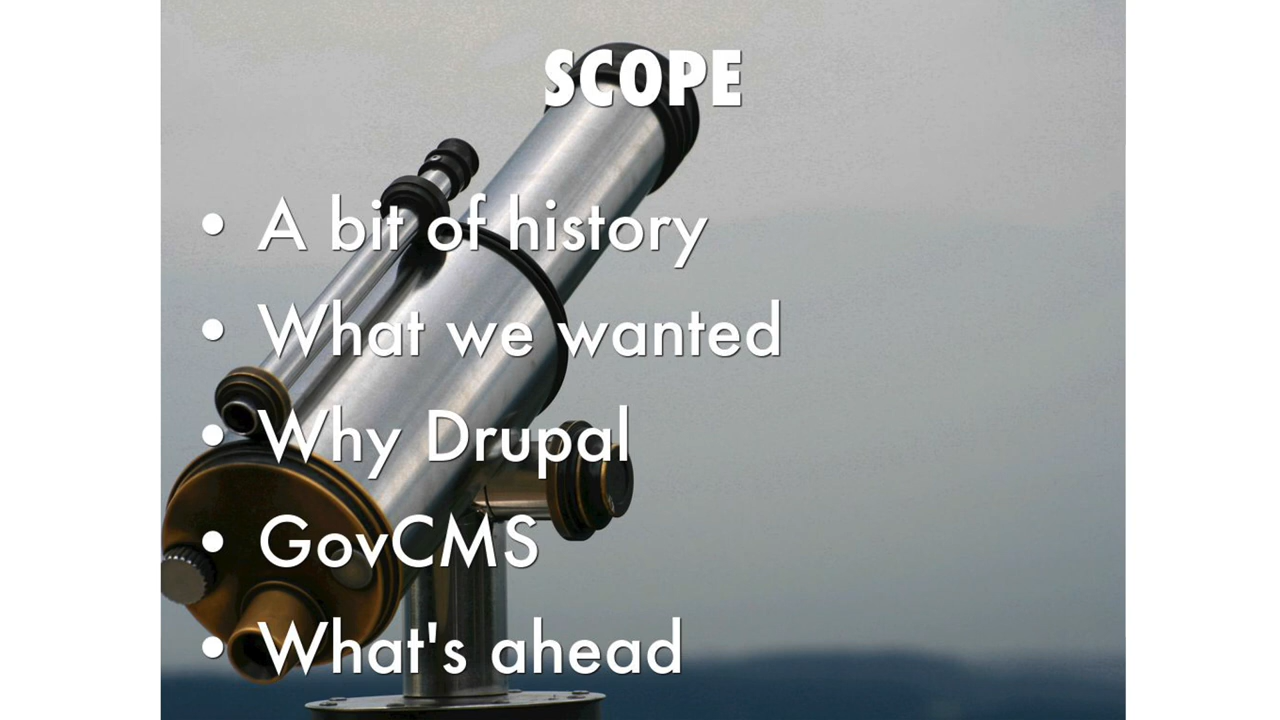 SCOPE
• A bit of history
• What we wanted
• Why Drupal
• GovCMS
• What's ahead